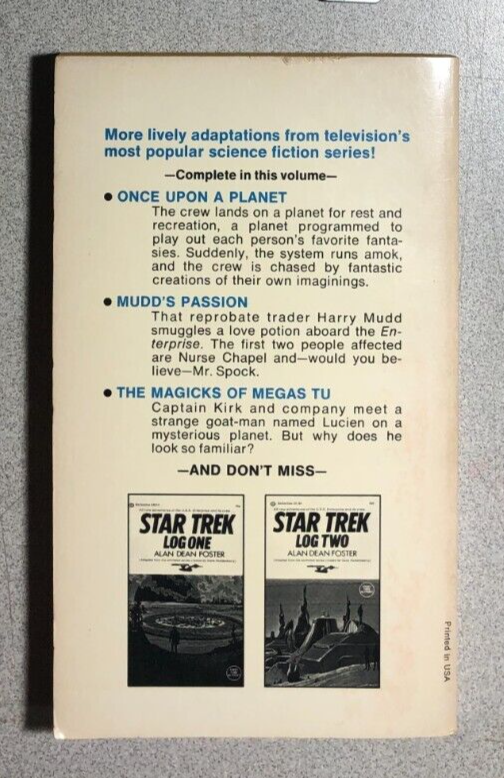 More lively adaptations from television's
most popular science fiction series!
—Complete in this volume—
● ONCE UPON A PLANET
The crew lands on a planet for rest and
recreation, a planet programmed to
play out each person's favorite fanta-
sies. Suddenly, the system runs amok,
and the crew is chased by fantastic
creations of their own imaginings.
● MUDD'S PASSION
That reprobate trader Harry Mudd
smuggles a love potion aboard the En-
terprise. The first two people affected
are Nurse Chapel and—would you be-
lieve—Mr. Spock.
● THE MAGICKS OF MEGAS TU
Captain Kirk and company meet a
strange goat-man named Lucien on a
mysterious planet. But why does he
look so familiar?
—AND DON'T MISS—
STAR TREK
LOG ONE
ALAN DEAN FOSTER
STAR TREK
LOG TWO
ALAN DEAN FOSTER
Printed in USA